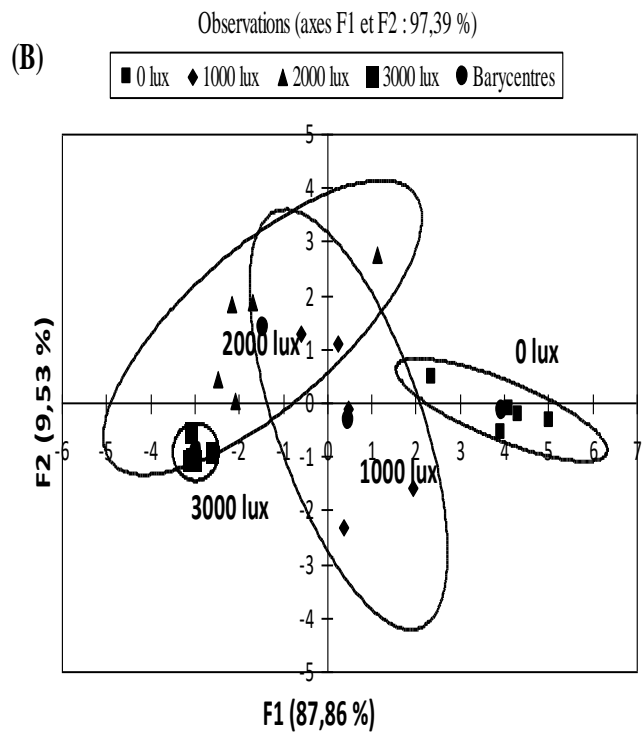 Observations (axes F1 et F2 : 97,39 %)
(B)
0 lux 1000 lux 2000 lux 3000 lux Barycentres
5
4
3
2
1
0
-1
-2
-3
-4
-5
-6 -5 -4 -3 -2 -1 0 1 2 3 4 5 6 7
2000 lux
0 lux
1000 lux
3000 lux
F2 (9,53 %)
F1 (87,86 %)